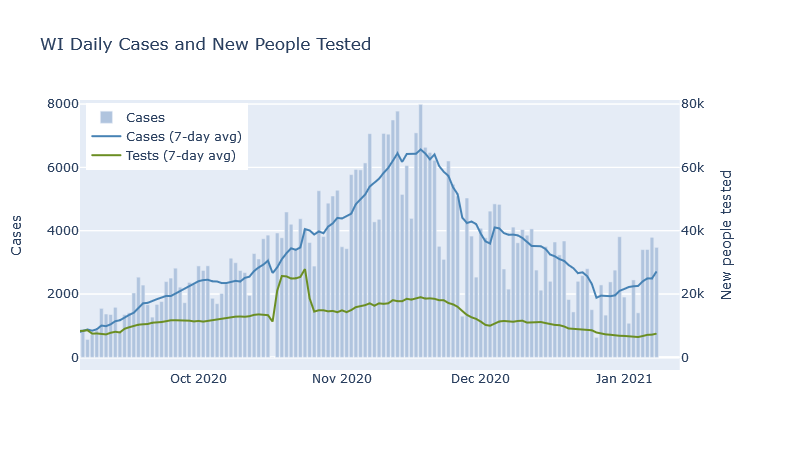 WI Daily Cases and New People Tested
Cases
Cases (7-day avg)
Tests (7-day avg)
8000
6000
4000
2000
0
80k
60k
40k
20k
0
Cases
New people tested
Oct 2020
Nov 2020
Dec 2020
Jan 2021